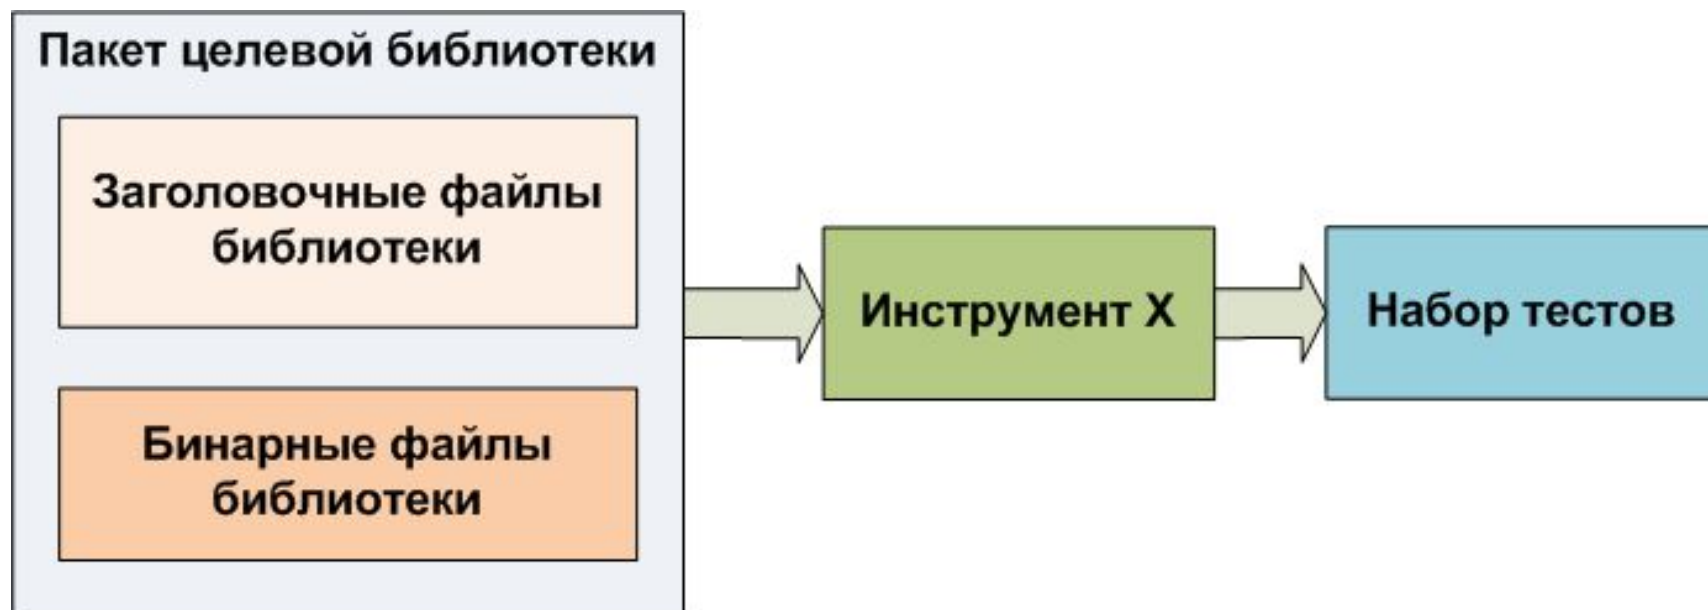 Пакет целевой библиотеки
Заголовочные файлы
библиотеки
Бинарные файлы
библиотеки
Инструмент X
Набор тестов